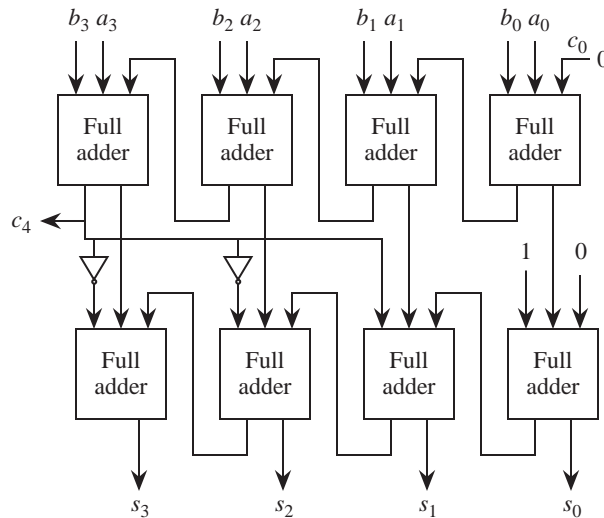 b3 a3 b2 a2 b1 a1 b0 a0
c0 0
Full adder Full adder Full adder Full adder
c4
1 0
Full adder Full adder Full adder Full adder
s3 s2 s1 s0